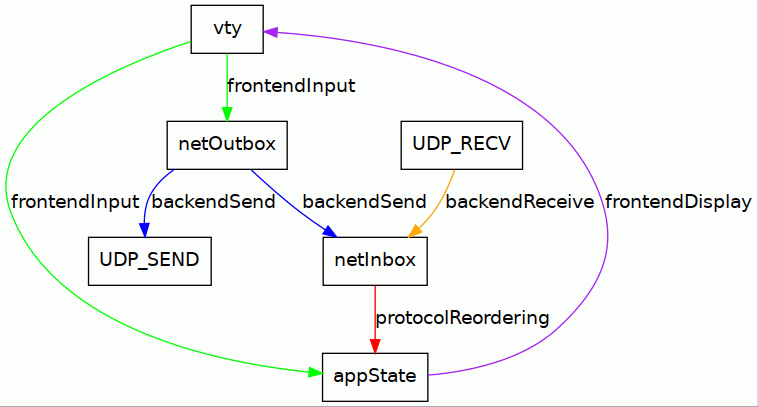 vty
frontendInput
netOutbox
UDP_RECV
frontendInput
backendSend
backendSend
backendReceive
frontendDisplay
UDP_SEND
netInbox
protocolReordering
appState